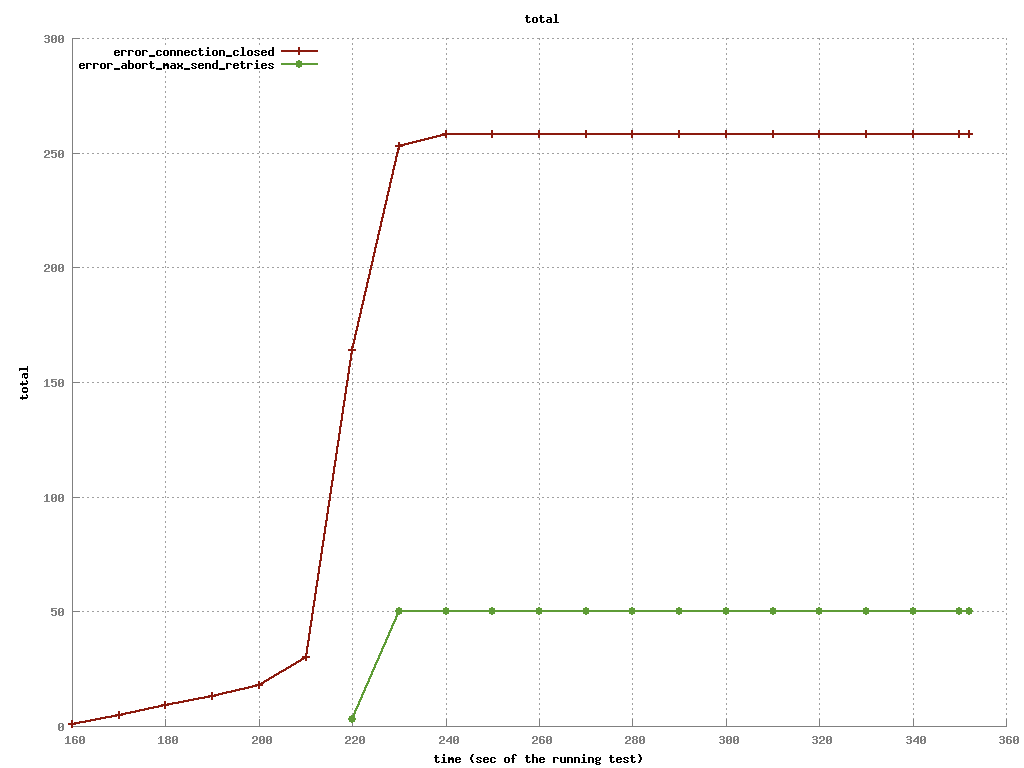 total
error_connection_closed
error_abort_max_send_retries
300
250
200
150
100
50
0
total
160 180 200 220 240 260 280 300 320 340 360
time (sec of the running test)